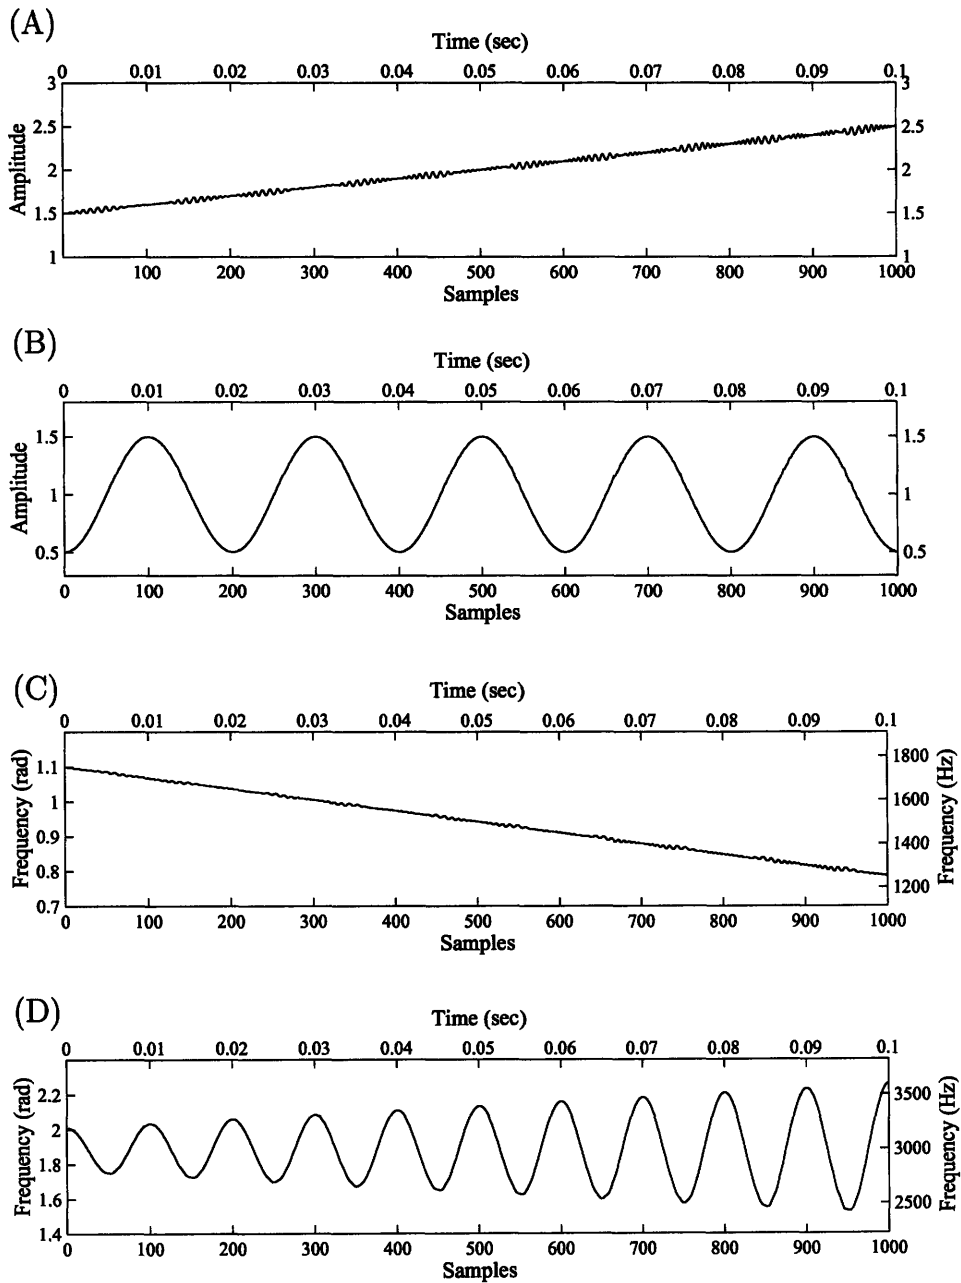 (A)
Time (sec)
0 0.01 0.02 0.03 0.04 0.05 0.06 0.07 0.08 0.09 0.1
3 3
2.5 2.5
2 2
1.5 1.5
1 1
Amplitude
100 200 300 400 500 600 700 800 900 1000
Samples
(B)
Time (sec)
0 0.01 0.02 0.03 0.04 0.05 0.06 0.07 0.08 0.09 0.1
1.5 1.5
1 1
0.5 0.5
Amplitude
0 100 200 300 400 500 600 700 800 900 1000
Samples
(C)
Time (sec)
0 0.01 0.02 0.03 0.04 0.05 0.06 0.07 0.08 0.09 0.1
1.1 1800
1 1600
0.9 1400
0.8 1200
0.7
Frequency (rad)
Frequency (Hz)
0 100 200 300 400 500 600 700 800 900 1000
Samples
(D)
Time (sec)
0 0.01 0.02 0.03 0.04 0.05 0.06 0.07 0.08 0.09 0.1
2.2 3500
2 3000
1.8
1.6 2500
1.4
Frequency (rad)
Frequency (Hz)
0 100 200 300 400 500 600 700 800 900 1000
Samples